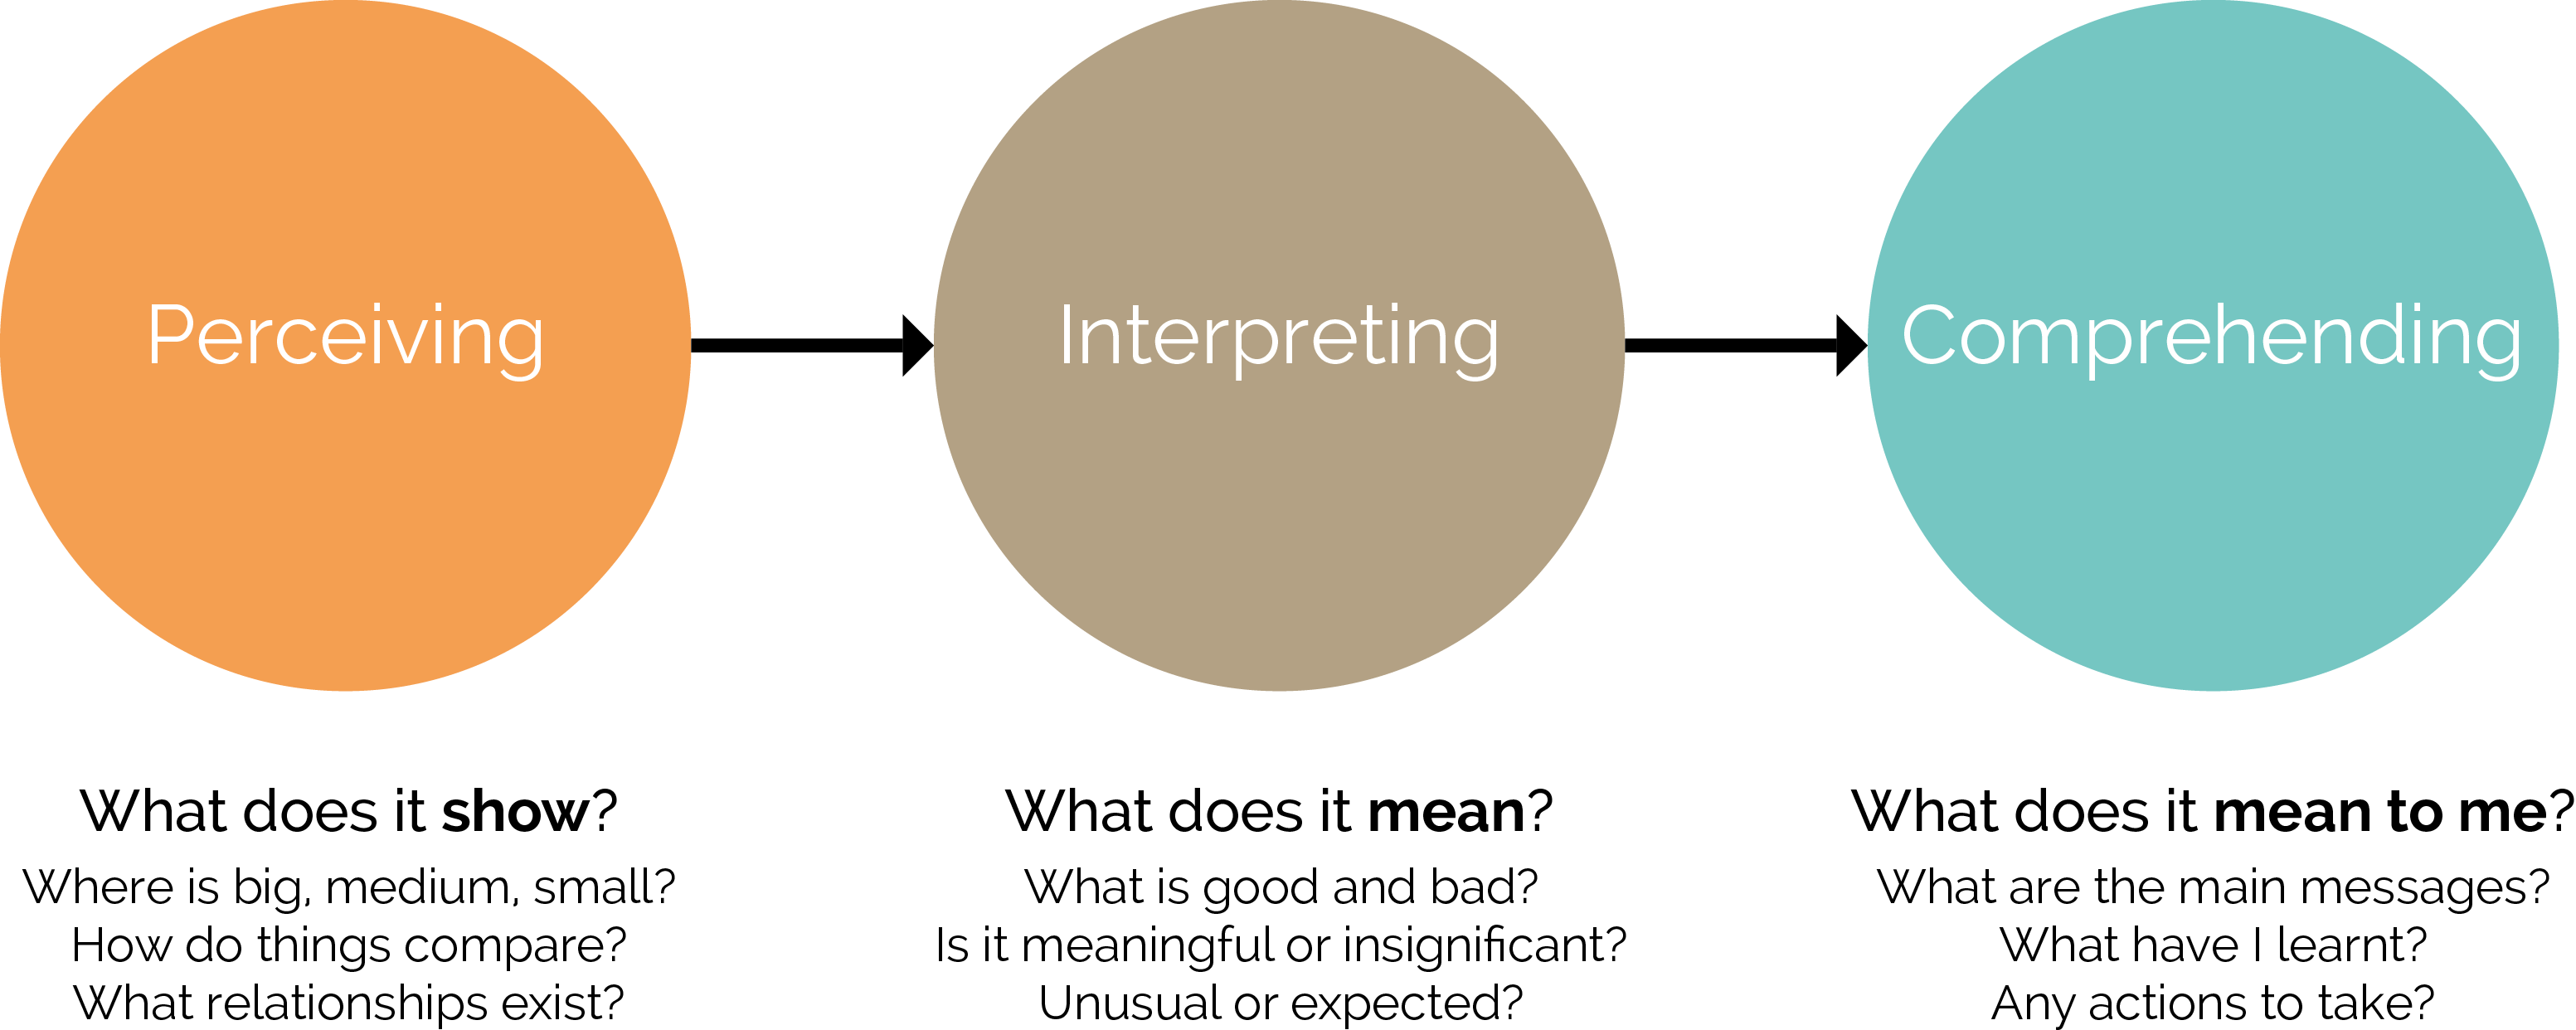 Perceiving
Interpreting
Comprehending
What does it show?
Where is big, medium, small?
How do things compare?
What relationships exist?
What does it mean?
What is good and bad?
Is it meaningful or insignificant?
Unusual or expected?
What does it mean to me?
What are the main messages?
What have I learnt?
Any actions to take?